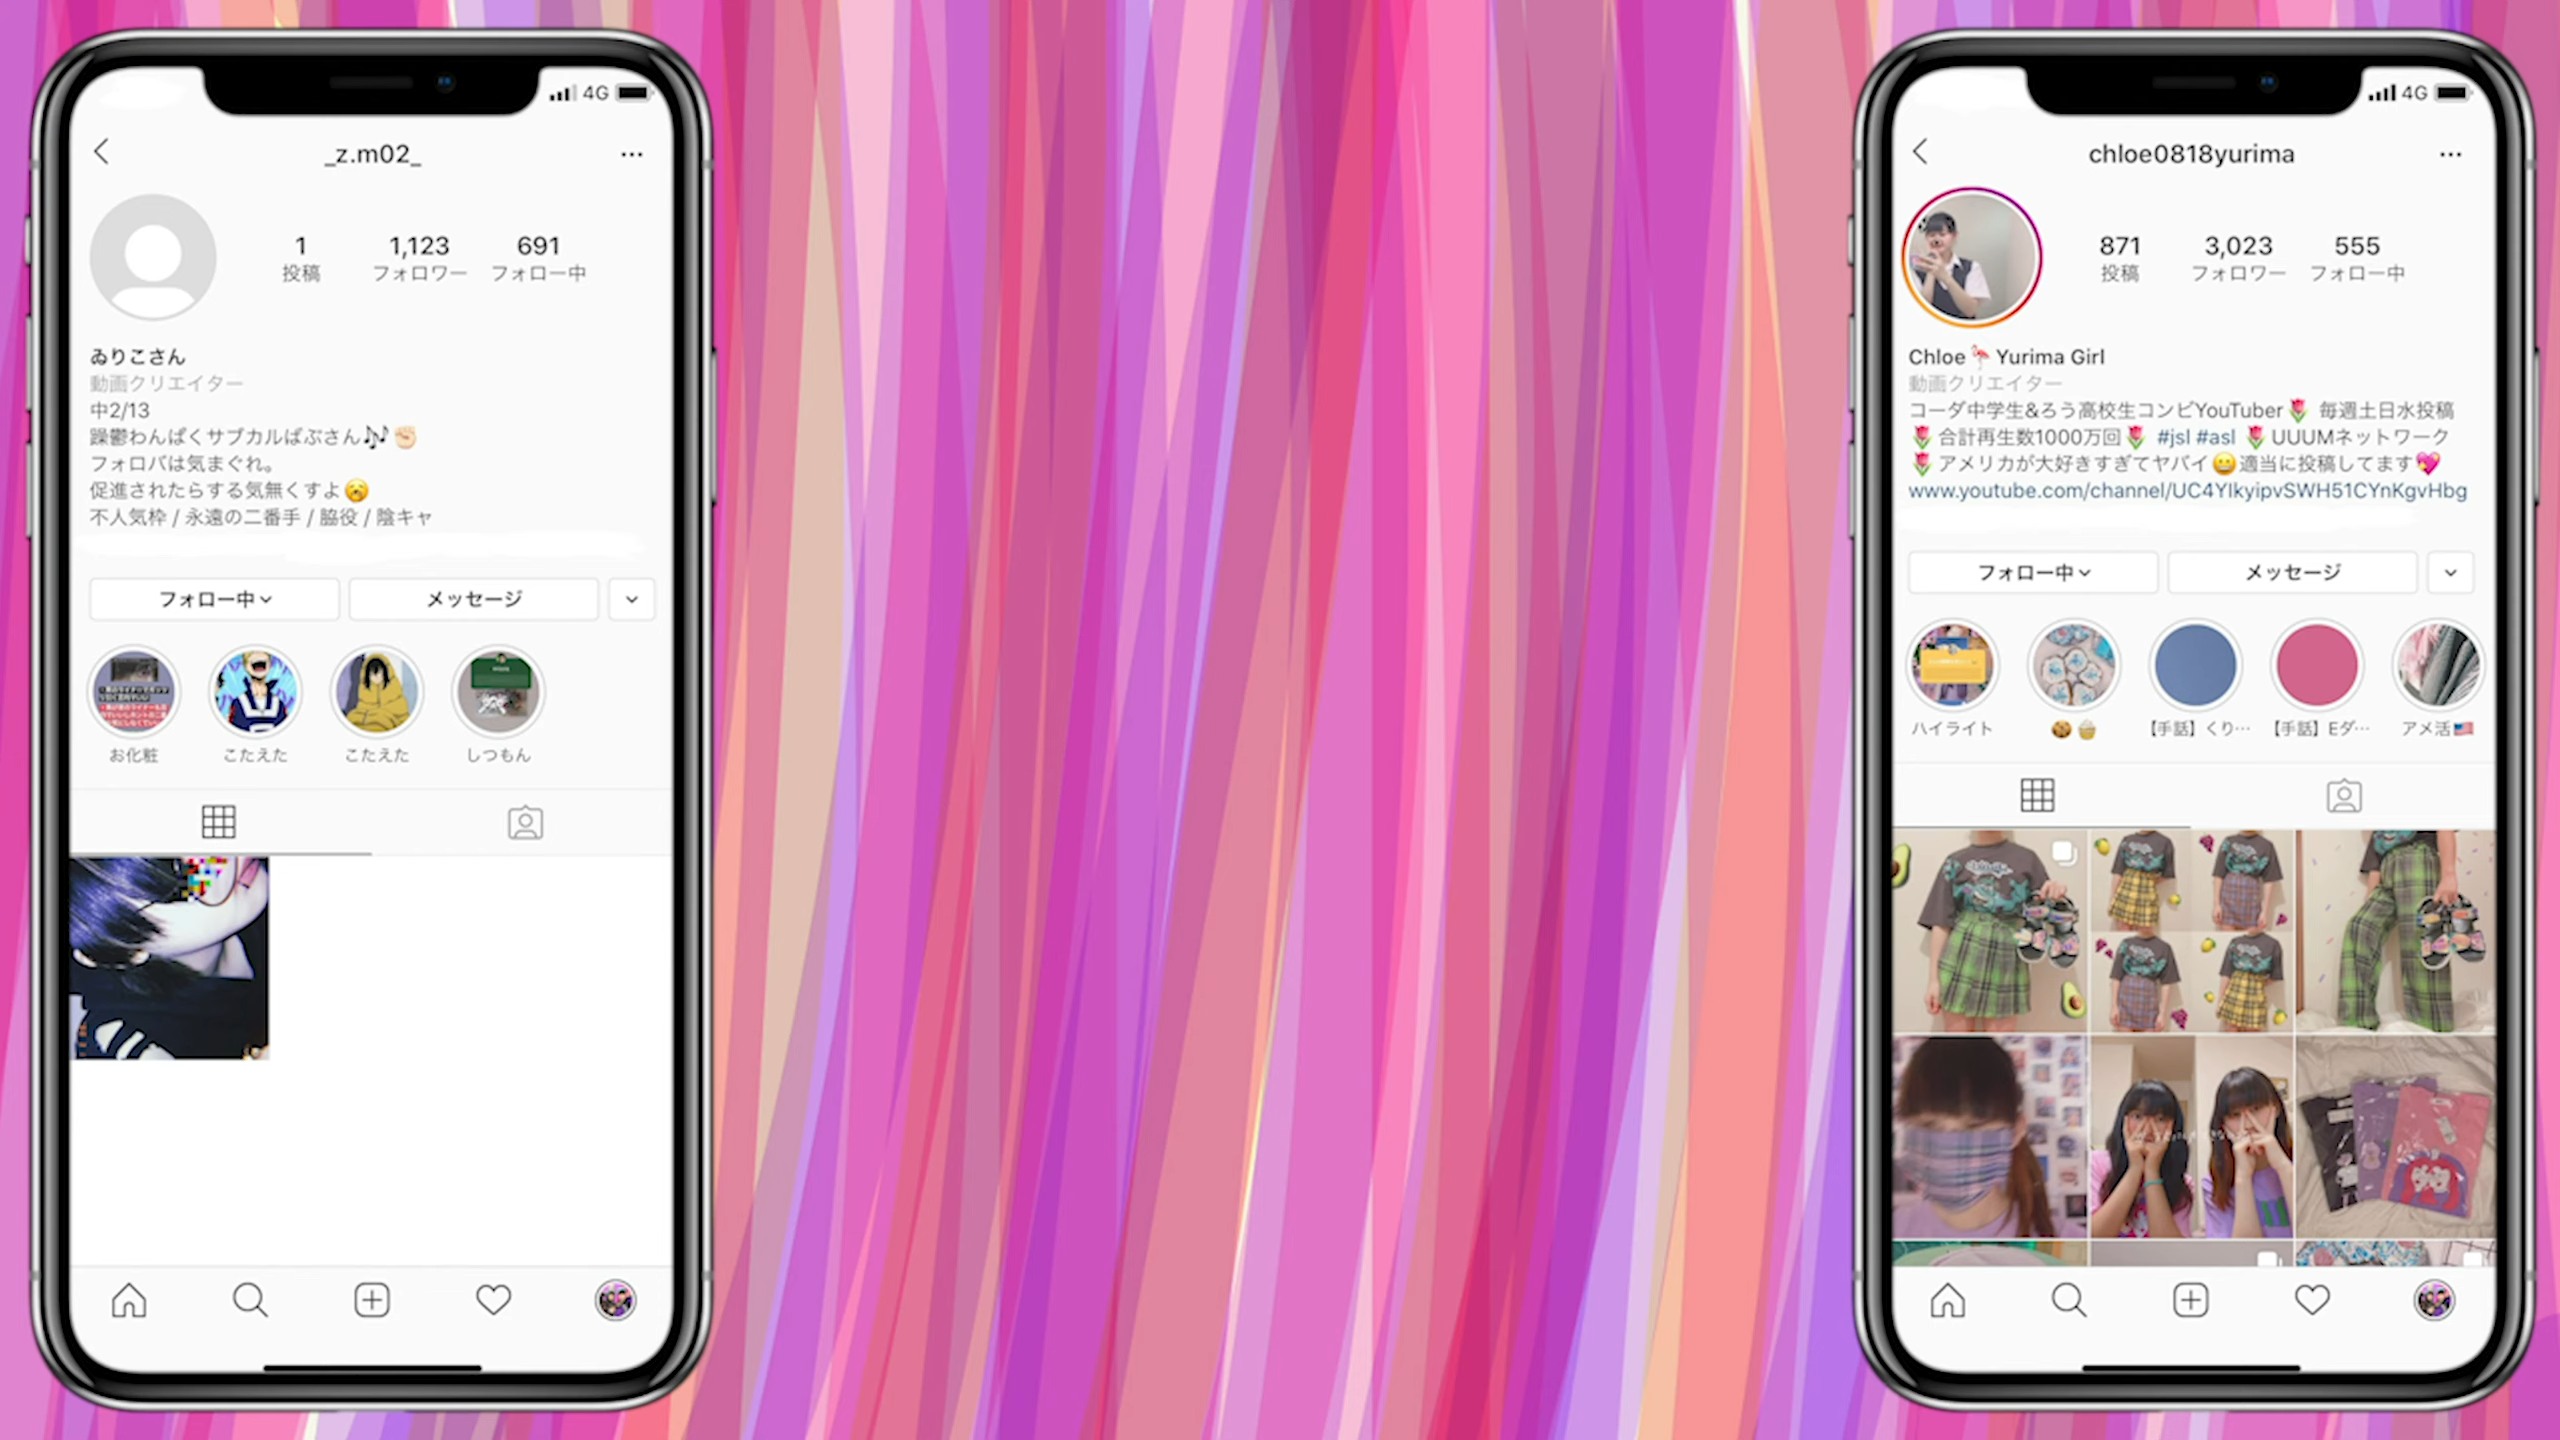 4G
_z.m02_
1
1,123
691
投稿
フォロワー
フォロー中
ゐりこさん
動画クリエイター
中2/13
躁鬱わんぱくサブカルばぶさん🎶✊🏻
フォロバは気まぐれ。
促進されたらする気無くすよ🥱
不人気枠 / 永遠の二番手 / 脇役 / 陰キャ
フォロー中
メッセージ
お化粧
こたえた
こたえた
しつもん
4G
chloe0818yurima
871
3,023
555
投稿
フォロワー
フォロー中
Chloe🦩Yurima Girl
動画クリエイター
コーダ中学生&ろう高校生コンビYouTuber🌷 毎週土日水投稿
🌷合計再生数1000万回🌷 #jsl #asl 🌷UUUMネットワーク
🌷アメリカが大好きすぎてヤバイ😀適当に投稿してます💖
www.youtube.com/channel/UC4YIkyipvSWH51CYnKgvHbg
フォロー中
メッセージ
ハイライト
🍪🧁
【手話】くり…
【手話】Eダ…
アメ活🇺🇸